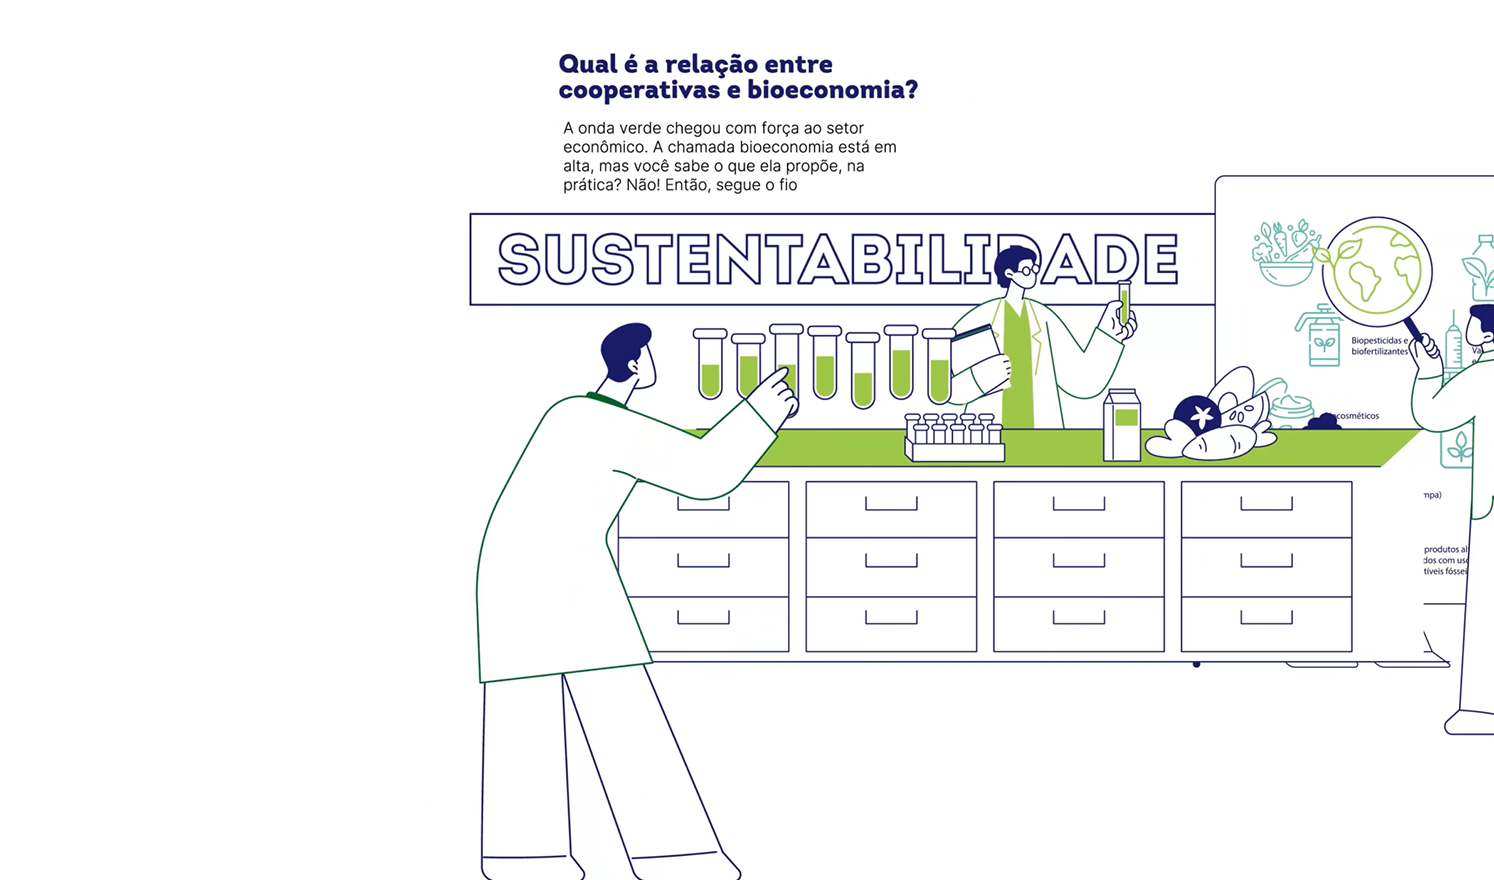 Qual é a relação entre
cooperativas e bioeconomia?
A onda verde chegou com força ao setor
econômico. A chamada bioeconomia está em
alta, mas você sabe o que ela propõe, na
prática? Não! Então, segue o fio
SUSTENTABILIDADE
Biopesticidas e
biofertilizantes
produtos